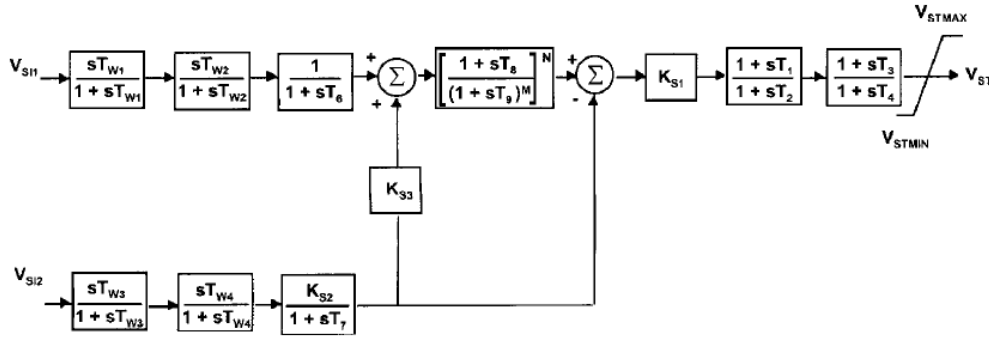 V_STMAX
V_SI1
sT_W1
1 + sT_W1
sT_W2
1 + sT_W2
1
1 + sT_6
+
Σ
+
[ 1 + sT_8
(1 + sT_9)^M ] N
+
Σ
-
K_S1
1 + sT_1
1 + sT_2
1 + sT_3
1 + sT_4
V_ST
V_STMIN
K_S3
V_SI2
sT_W3
1 + sT_W3
sT_W4
1 + sT_W4
K_S2
1 + sT_7